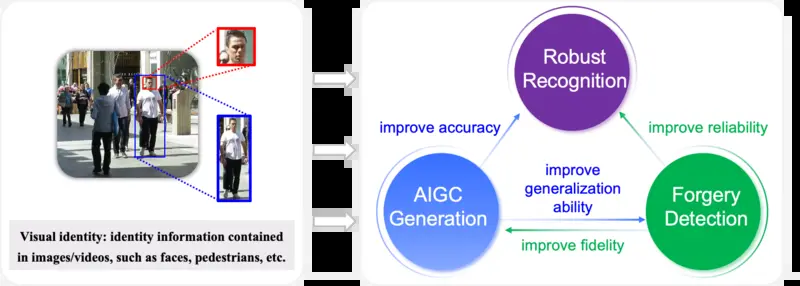 Visual identity: identity information contained
in images/videos, such as faces, pedestrians, etc.
Robust
Recognition
improve accuracy
improve reliability
AIGC
Generation
improve
generalization
ability
improve fidelity
Forgery
Detection